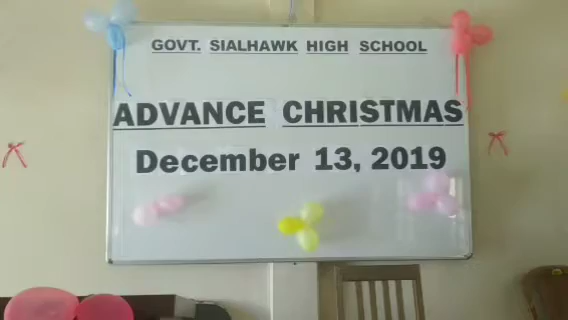 GOVT. SIALHAWK HIGH SCHOOL
ADVANCE CHRISTMAS
December 13, 2019